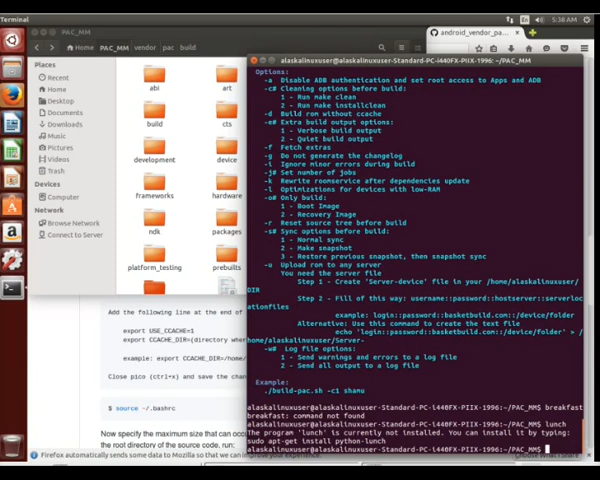 Terminal
5:38 AM
PAC_MM
Home PAC_MM vendor pac build
android_vendor_pa...
Places
Recent
Home
Desktop
Documents
Downloads
Music
Pictures
Videos
Trash
Devices
Computer
Network
Browse Network
Connect to Server
abi
art
build
cts
development
device
frameworks
hardware
ndk
packages
platform_testing
prebuilts
alaskalinuxuser@alaskalinuxuser-Standard-PC-i440FX-PIIX-1996: ~/PAC_MM
Options:
-a Disable ADB authentication and set root access to Apps and ADB
-c# Cleaning options before build:
1 - Run make clean
2 - Run make installclean
-d Build rom without ccache
-e# Extra build output options:
1 - Verbose build output
2 - Quiet build output
-f Fetch extras
-g Do not generate the changelog
-i Ignore minor errors during build
-j# Set number of jobs
-k Rewrite roomservice after dependencies update
-l Optimizations for devices with low-RAM
-o# Only build:
1 - Boot Image
2 - Recovery Image
-r Reset source tree before build
-s# Sync options before build:
1 - Normal sync
2 - Make snapshot
3 - Restore previous snapshot, then snapshot sync
-u Upload rom to any server
You need the server file
Step 1 - Create 'Server-device' file in your /home/alaskalinuxuser/PAC_MM
DIR
Step 2 - Fill of this way: username::password::hostserver::serverloc
ationfiles
example: login::password::basketbuild.com::/device/folder
Alternative: Use this command to create the text file
echo 'login::password::basketbuild.com::/device/folder' > /
home/alaskalinuxuser/Server-
-w# Log file options:
1 - Send warnings and errors to a log file
2 - Send all output to a log file
Example:
./build-pac.sh -c1 shamu
alaskalinuxuser@alaskalinuxuser-Standard-PC-i440FX-PIIX-1996:~/PAC_MM$ breakfast
breakfast: command not found
alaskalinuxuser@alaskalinuxuser-Standard-PC-i440FX-PIIX-1996:~/PAC_MM$ lunch
The program 'lunch' is currently not installed. You can install it by typing:
sudo apt-get install python-lunch
alaskalinuxuser@alaskalinuxuser-Standard-PC-i440FX-PIIX-1996:~/PAC_MM$
Add the following line at the end of
export USE_CCACHE=1
export CCACHE_DIR=(directory wher
example: export CCACHE_DIR=/home/
Close pico (ctrl+x) and save the chan
$ source ~/.bashrc
Now specify the maximum size that can occ
the root directory of the source code, run:
Firefox automatically sends some data to Mozilla so that we can